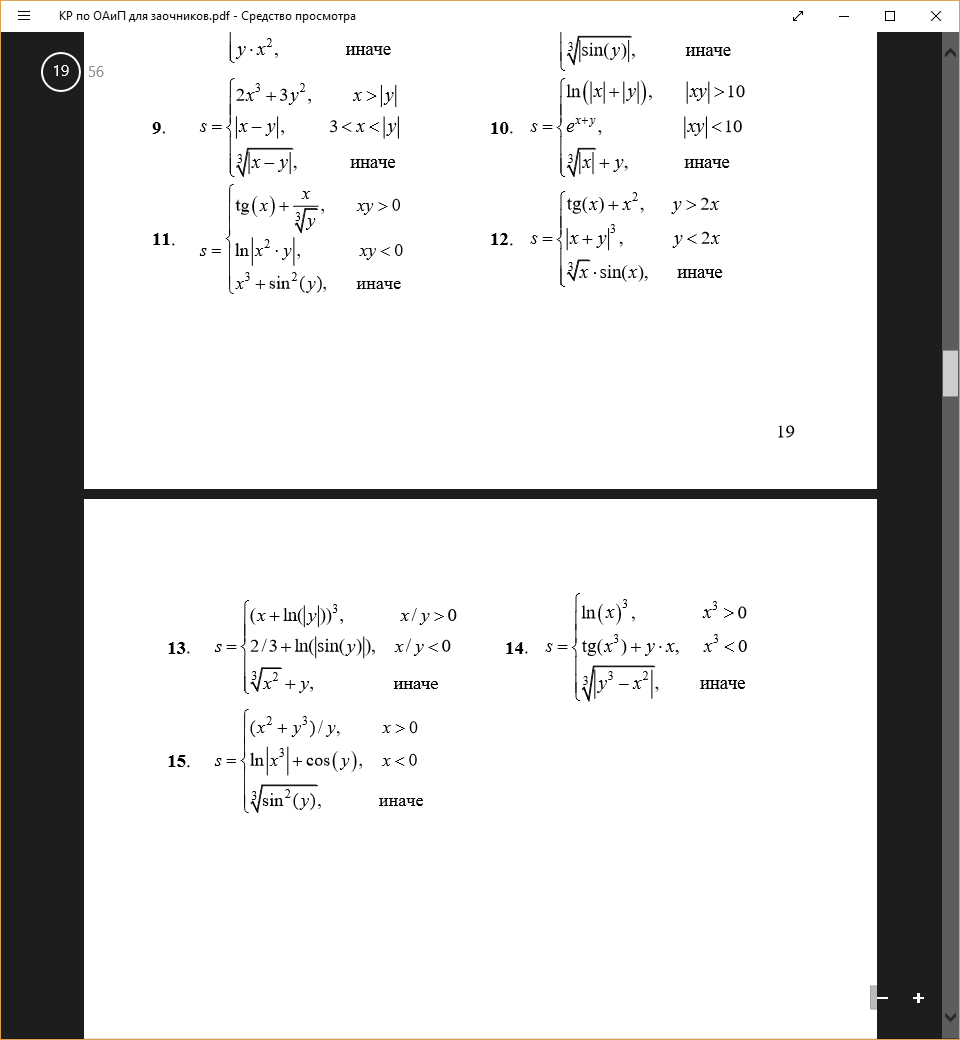 КР по ОАиП для заочников.pdf - Средство просмотра
19 56
y · x², иначе
∛|sin(y)|, иначе
9. s = { 2x³ + 3y², x > |y|
|x − y|, 3 < x < |y|
∛|x − y|, иначе
10. s = { ln(|x| + |y|), |xy| > 10
e^(x+y), |xy| < 10
∛|x| + y, иначе
11. s = { tg(x) + x/∛y, xy > 0
ln|x² · y|, xy < 0
x³ + sin²(y), иначе
12. s = { tg(x) + x², y > 2x
|x + y|³, y < 2x
∛x · sin(x), иначе
19
13. s = { (x + ln(|y|))³, x / y > 0
2/3 + ln(|sin(y)|), x / y < 0
∛x² + y, иначе
14. s = { ln(x)³, x³ > 0
tg(x³) + y · x, x³ < 0
∛|y³ − x²|, иначе
15. s = { (x² + y³) / y, x > 0
ln|x³| + cos(y), x < 0
∛sin²(y), иначе